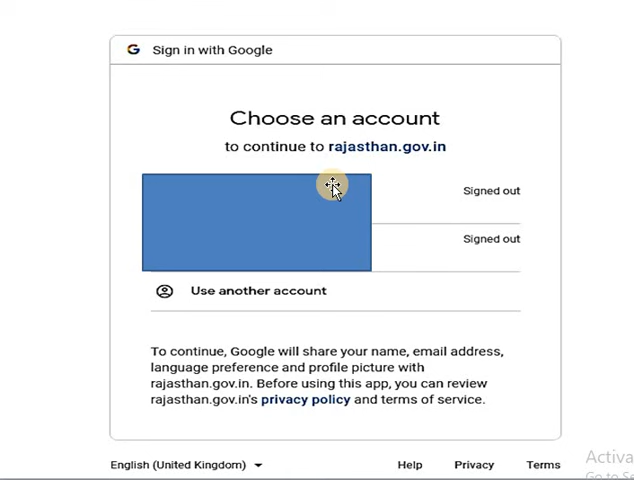 Sign in with Google
Choose an account
to continue to rajasthan.gov.in
Signed out
Signed out
Use another account
To continue, Google will share your name, email address,
language preference and profile picture with
rajasthan.gov.in. Before using this app, you can review
rajasthan.gov.in's privacy policy and terms of service.
English (United Kingdom)
Help
Privacy
Terms
Activa
Go to Se